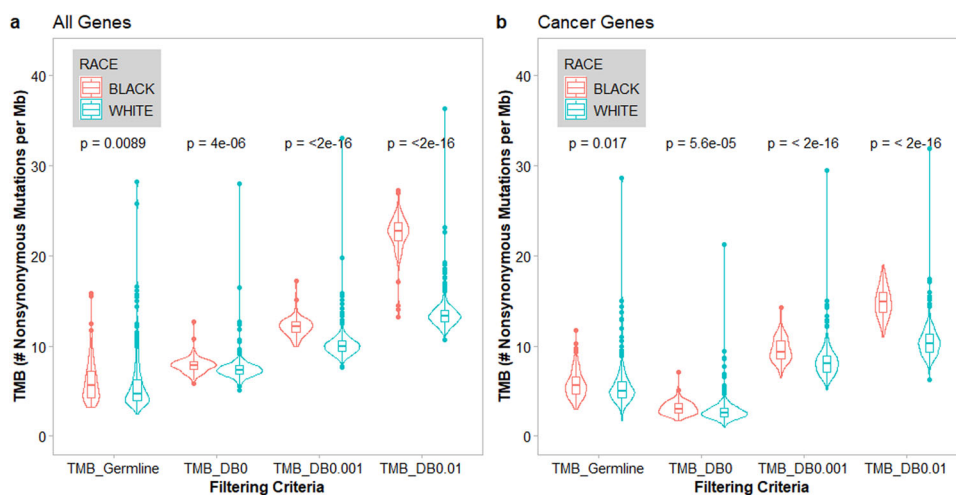 a All Genes
TMB (# Nonsynonymous Mutations per Mb)
40
30
20
10
0
RACE
BLACK
WHITE
p = 0.0089 p = 4e-06 p = <2e-16 p = <2e-16
TMB_Germline TMB_DB0 TMB_DB0.001 TMB_DB0.01
Filtering Criteria
b Cancer Genes
TMB (# Nonsynonymous Mutations per Mb)
40
30
20
10
0
RACE
BLACK
WHITE
p = 0.017 p = 5.6e-05 p = < 2e-16 p = < 2e-16
TMB_Germline TMB_DB0 TMB_DB0.001 TMB_DB0.01
Filtering Criteria